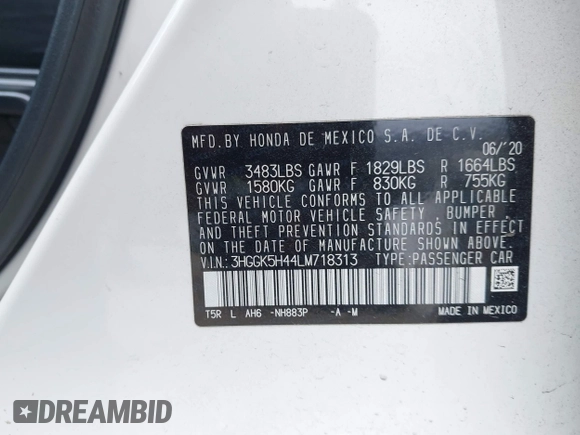 MFD.BY HONDA DE MEXICO S.A. DE C.V.
06/'20
GVWR 3483LBS GAWR F 1829LBS R 1664LBS
GVWR 1580KG GAWR F 830KG R 755KG
THIS VEHICLE CONFORMS TO ALL APPLICABLE
FEDERAL MOTOR VEHICLE SAFETY , BUMPER ,
AND THEFT PREVENTION STANDARDS IN EFFECT
ON THE DATE OF MANUFACTURE SHOWN ABOVE.
V.I.N: 3HGGK5H44LM718313 TYPE:PASSENGER CAR
T5R L AH6 -NH883P -A -M MADE IN MEXICO
DREAMBID